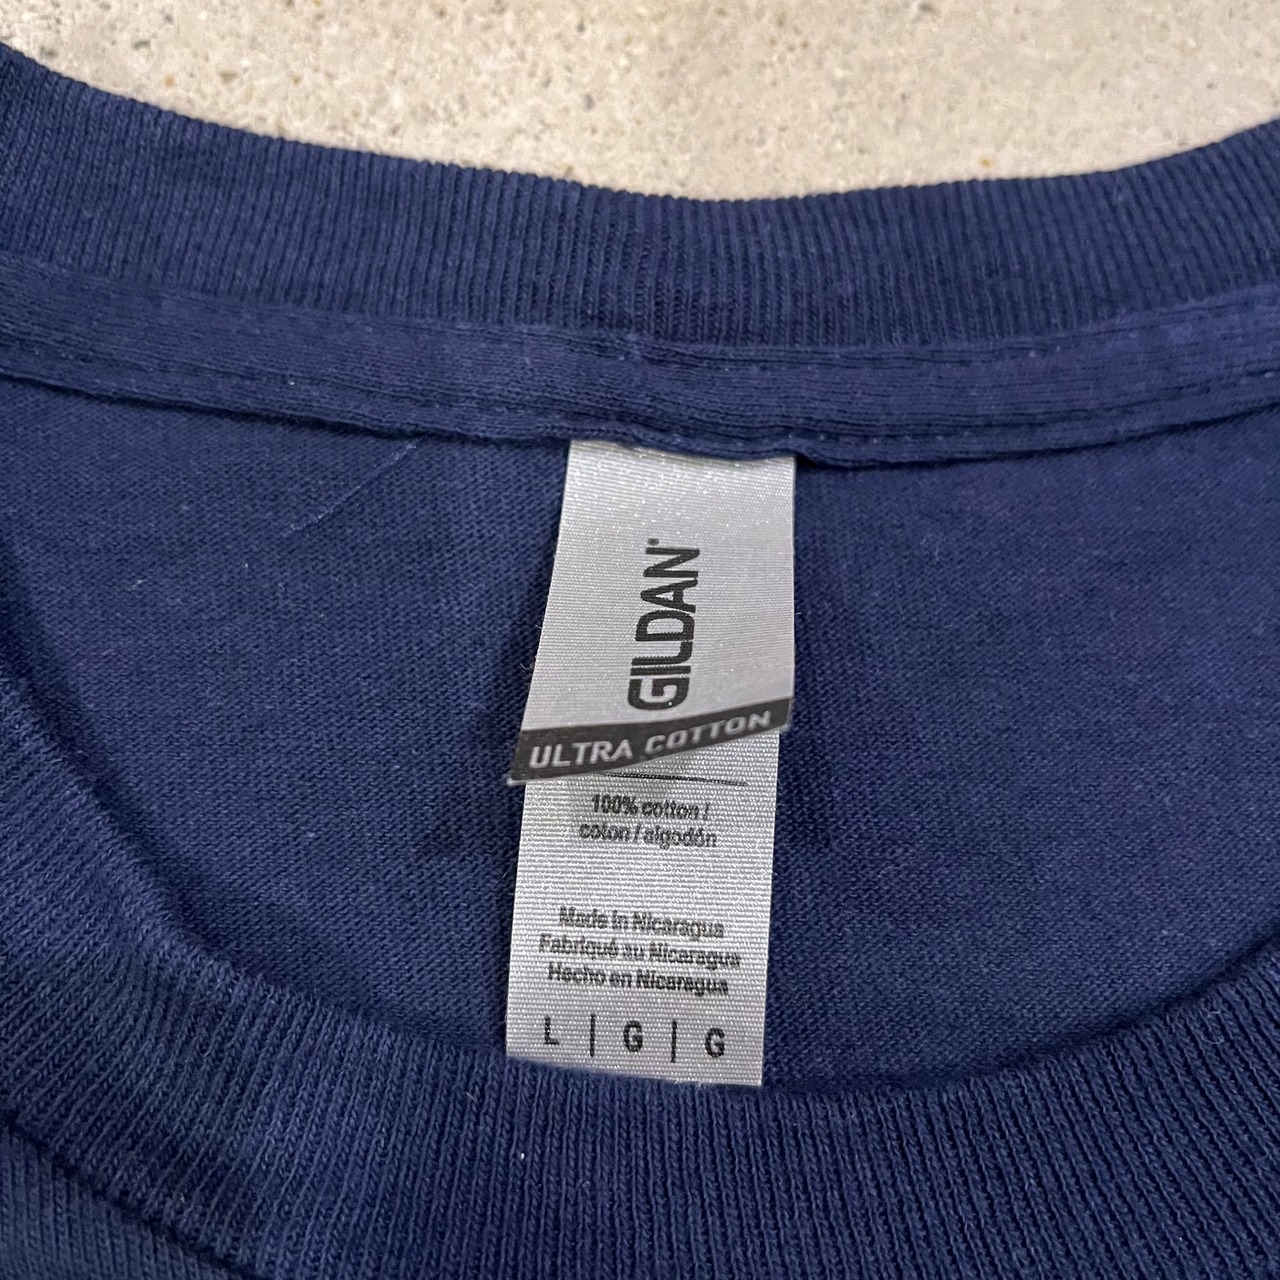 GILDAN®
ULTRA COTTON
100% cotton /
coton / algodón
Made in Nicaragua
Fabriqué au Nicaragua
Hecho en Nicaragua
L | G | G